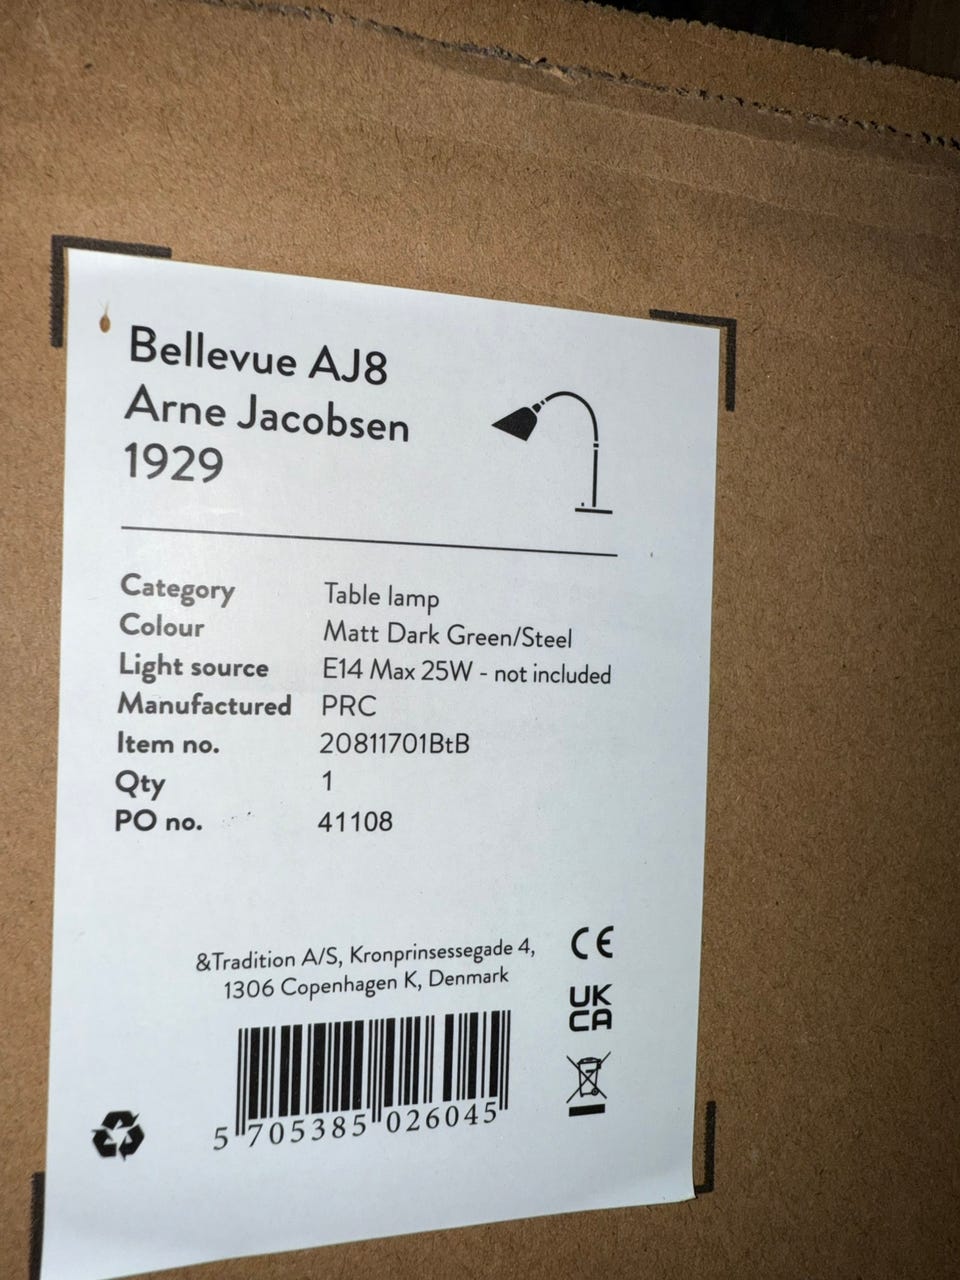 Bellevue AJ8
Arne Jacobsen
1929
Category Table lamp
Colour Matt Dark Green/Steel
Light source E14 Max 25W - not included
Manufactured PRC
Item no. 20811701BtB
Qty 1
PO no. 41108
&Tradition A/S, Kronprinsessegade 4,
1306 Copenhagen K, Denmark
CE
UK
CA
5 705385 026045